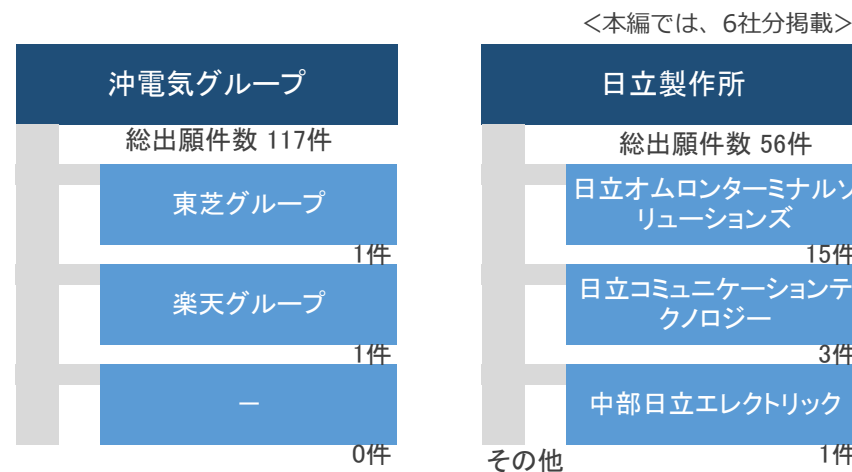 ＜本編では、6社分掲載＞
沖電気グループ
総出願件数 117件
東芝グループ
1件
楽天グループ
1件
－
0件
日立製作所
総出願件数 56件
日立オムロンターミナルソ
リューションズ
15件
日立コミュニケーションテ
クノロジー
3件
中部日立エレクトリック
1件
その他